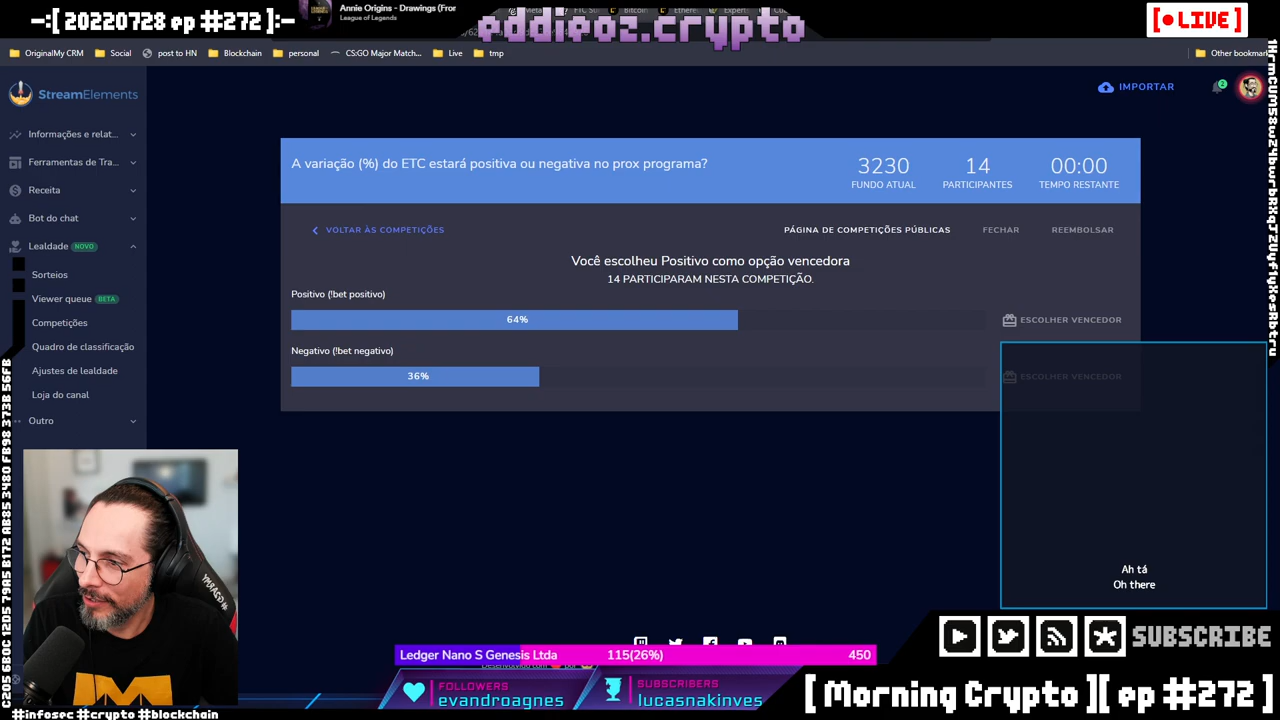 -:[ 20220728 ep #272 ]:-
Annie Origins - Drawings (Fror
League of Legends
eddieoz.crypto
[●LIVE]
OriginalMy CRM
Social
post to HN
Blockchain
personal
CS:GO Major Match...
Live
tmp
Other bookmar
StreamElements
IMPORTAR
2
Informações e relat...
Ferramentas de Tra...
Receita
Bot do chat
Lealdade NOVO
Sorteios
Viewer queue BETA
Competições
Quadro de classificação
Ajustes de lealdade
Loja do canal
Outro
A variação (%) do ETC estará positiva ou negativa no prox programa?
3230
FUNDO ATUAL
14
PARTICIPANTES
00:00
TEMPO RESTANTE
VOLTAR ÀS COMPETIÇÕES
PÁGINA DE COMPETIÇÕES PÚBLICAS
FECHAR
REEMBOLSAR
Você escolheu Positivo como opção vencedora
14 PARTICIPARAM NESTA COMPETIÇÃO.
Positivo (!bet positivo)
64%
ESCOLHER VENCEDOR
Negativo (!bet negativo)
36%
ESCOLHER VENCEDOR
Ah tá
Oh there
SUBSCRIBE
Ledger Nano S Genesis Ltda
115(26%)
450
FOLLOWERS
evandroagnes
SUBSCRIBERS
lucasnakinves
[ Morning Crypto ][ ep #272 ]
#infosec #crypto #blockchain